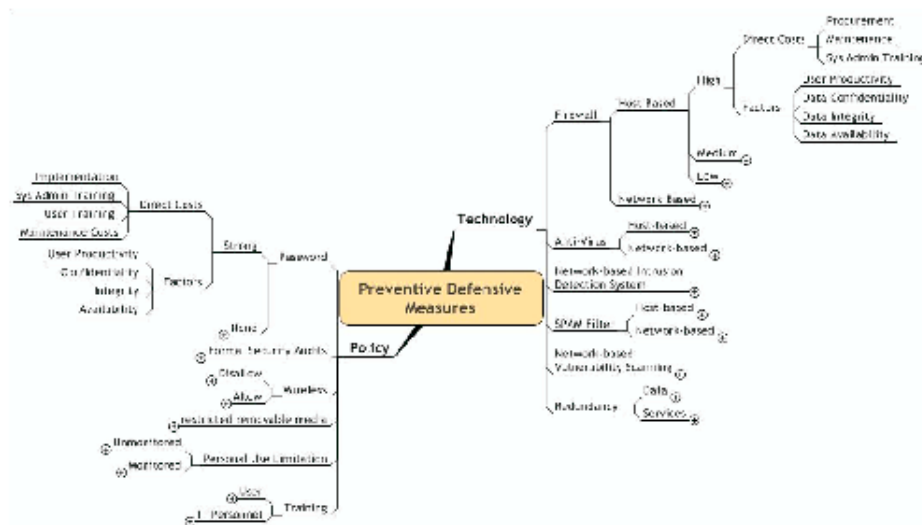 Preventive Defensive
Measures
Technology
Firewall
Host Based
High
Direct Costs
Procurement
Maintenance
Sys Admin Training
Factors
User Productivity
Data Confidentiality
Data Integrity
Data Availability
Medium
Low
Network Based
Anti-Virus
Host-based
Network-based
Network-based Intrusion
Detection System
SPAM Filter
Host-based
Network-based
Network-based
Vulnerability Scanning
Redundancy
Data
Services
Policy
Password
Strong
Direct Costs
Implementation
Sys Admin Training
User Training
Maintenance Costs
Factors
User Productivity
Confidentiality
Integrity
Availability
None
Formal Security Audits
Wireless
Disallow
Allow
restricted removable media
Personal Use Limitation
Unmonitored
Monitored
Training
User
IT Personnel